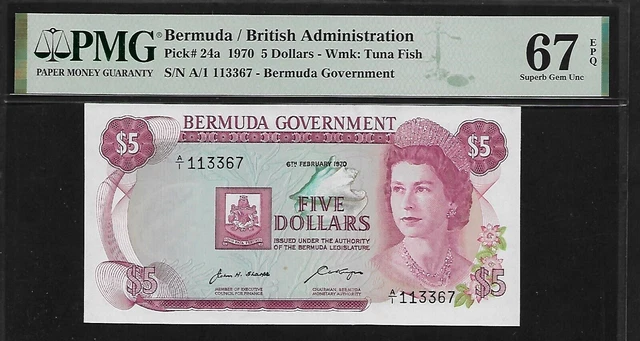 PMG
PAPER MONEY GUARANTY
Bermuda / British Administration
Pick# 24a 1970 5 Dollars - Wmk: Tuna Fish
S/N A/1 113367 - Bermuda Government
67 EPQ
Superb Gem Unc
BERMUDA GOVERNMENT
$5
$5
A/1 113367
6TH FEBRUARY 1970
FIVE
DOLLARS
ISSUED UNDER THE AUTHORITY
OF THE BERMUDA LEGISLATURE
$5
MEMBER OF EXECUTIVE
COUNCIL FOR FINANCE
CHAIRMAN, BERMUDA
MONETARY AUTHORITY
$5
A/1 113367